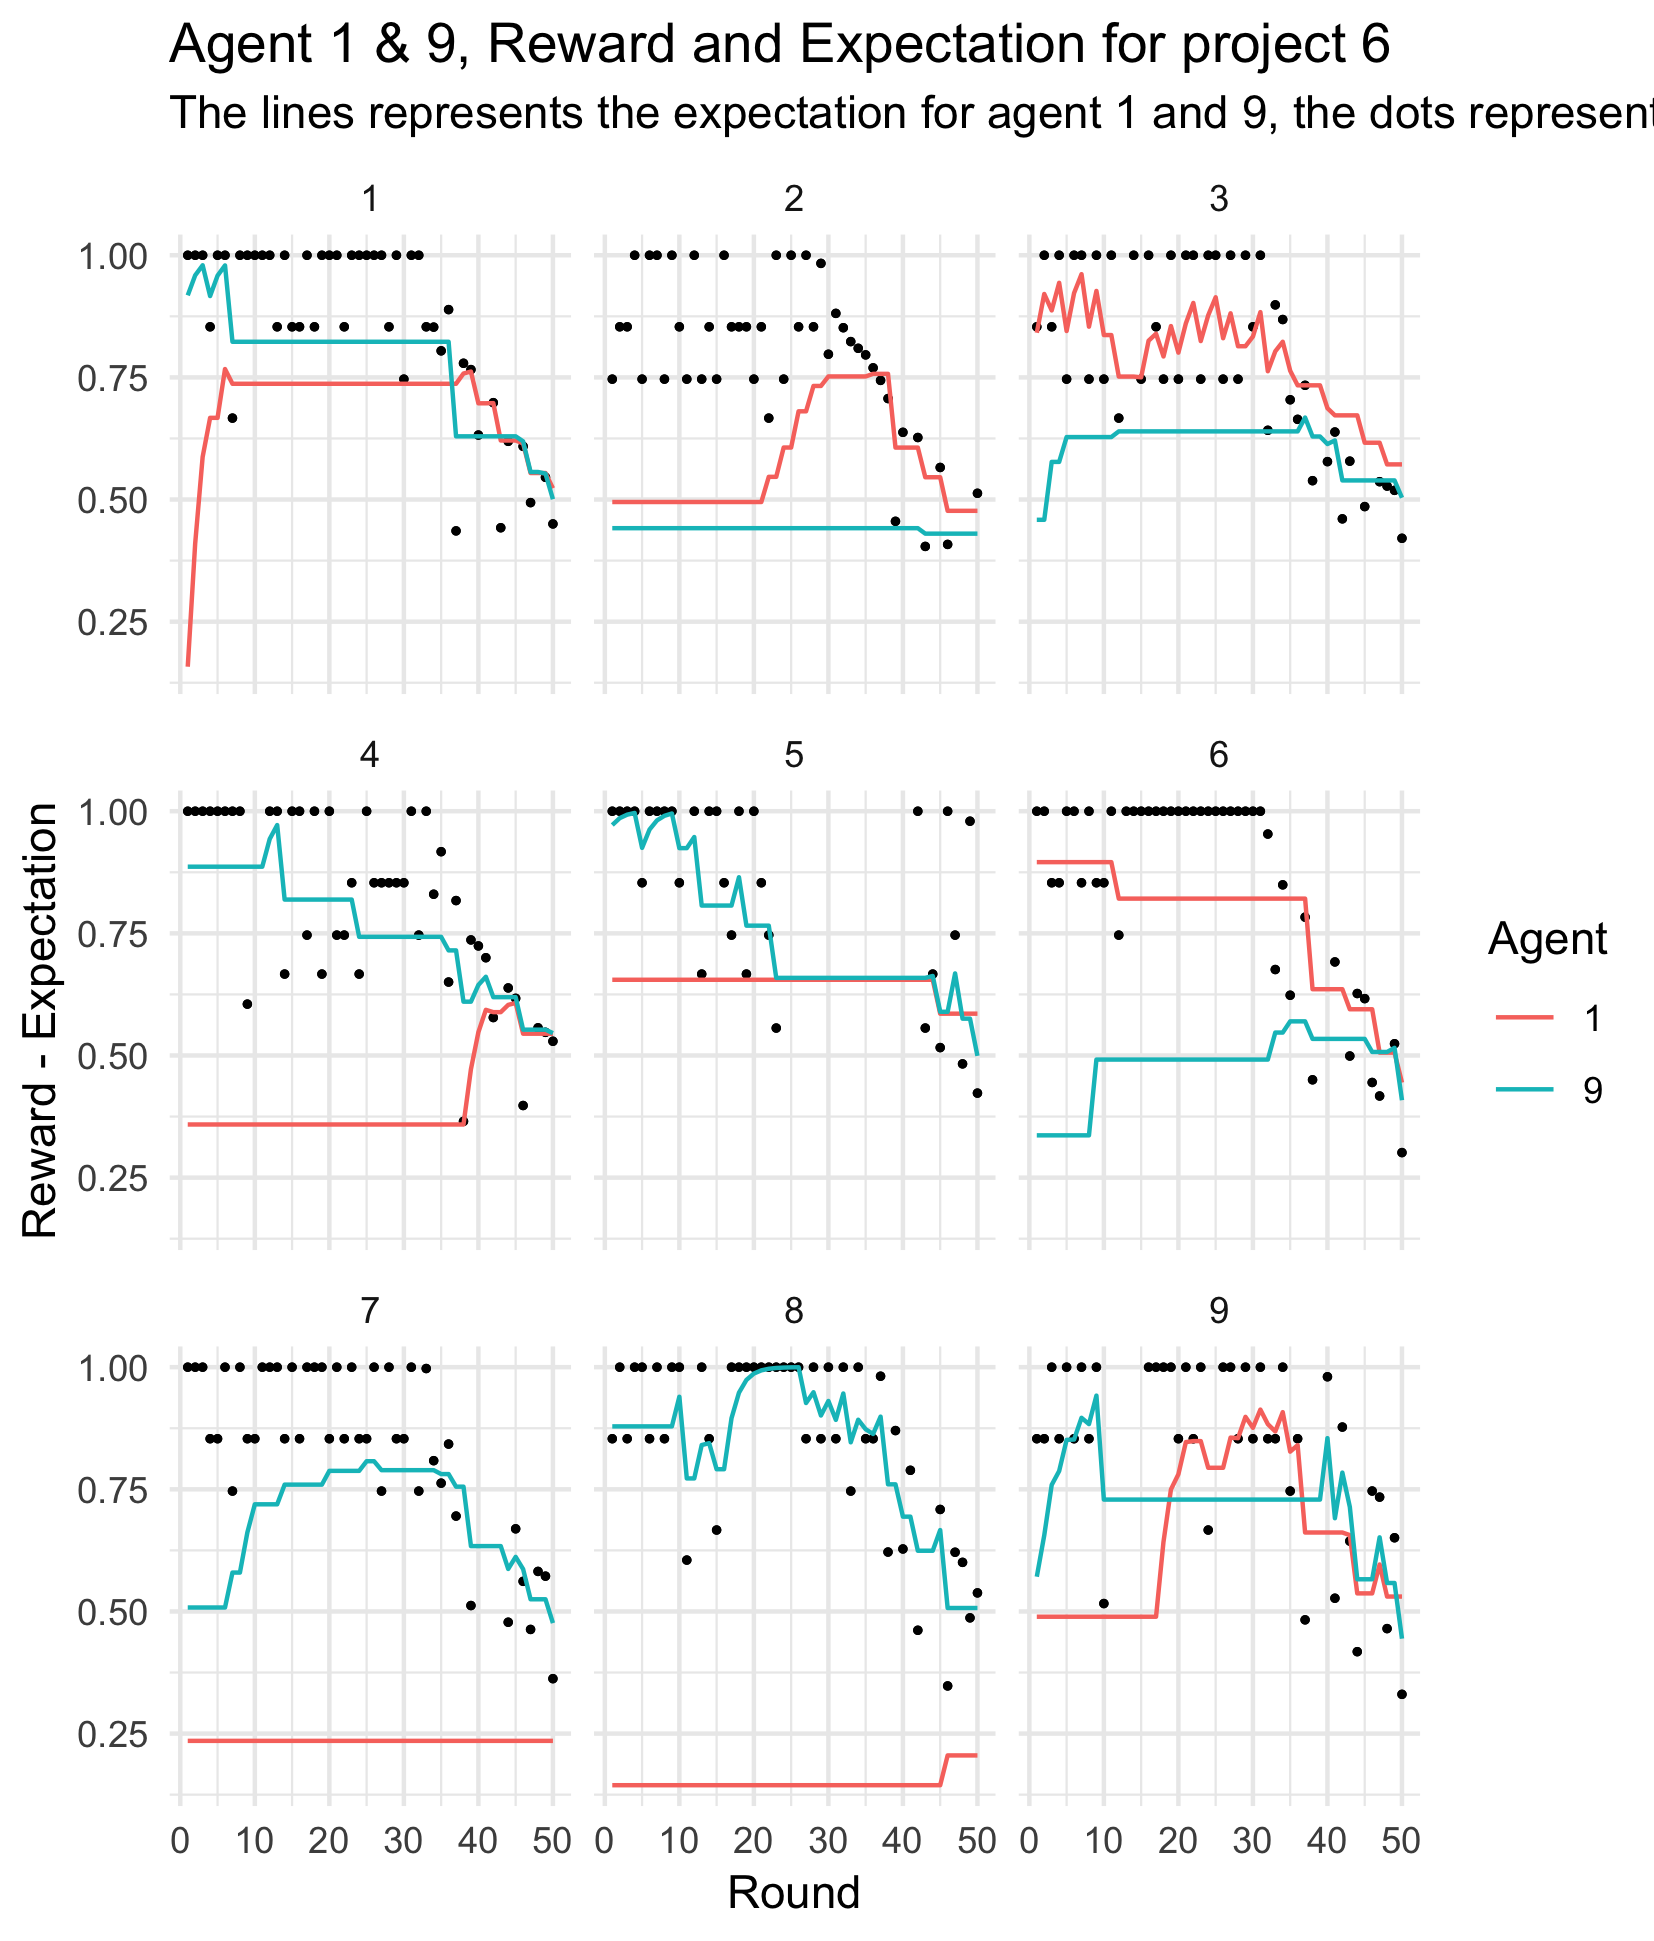 Agent 1 & 9, Reward and Expectation for project 6
The lines represents the expectation for agent 1 and 9, the dots represent
1 2 3
1.00
0.75
0.50
0.25
4 5 6
1.00
0.75
0.50
0.25
Reward - Expectation
Agent
1
9
7 8 9
1.00
0.75
0.50
0.25
0 10 20 30 40 50 0 10 20 30 40 50 0 10 20 30 40 50
Round